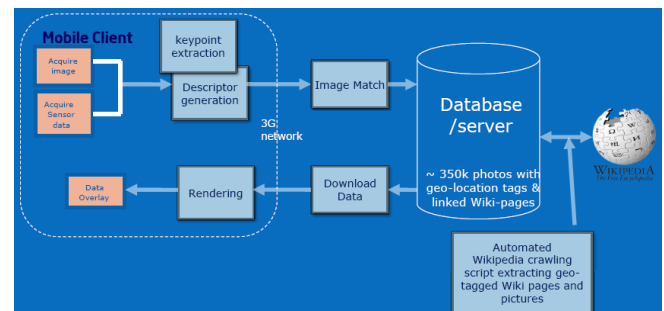 Mobile Client
keypoint
extraction
Acquire
image
Descriptor
generation
Image Match
Acquire
Sensor
data
3G
network
Database
/server
~ 350k photos with
geo-location tags &
linked Wiki-pages
WIKIPEDIA
The Free Encyclopedia
Data
Overlay
Rendering
Download
Data
Automated
Wikipedia crawling
script extracting geo-
tagged Wiki pages and
pictures